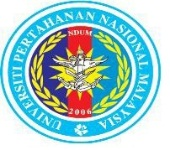 UNIVERSITI PERTAHANAN NASIONAL MALAYSIA
NDUM
2006